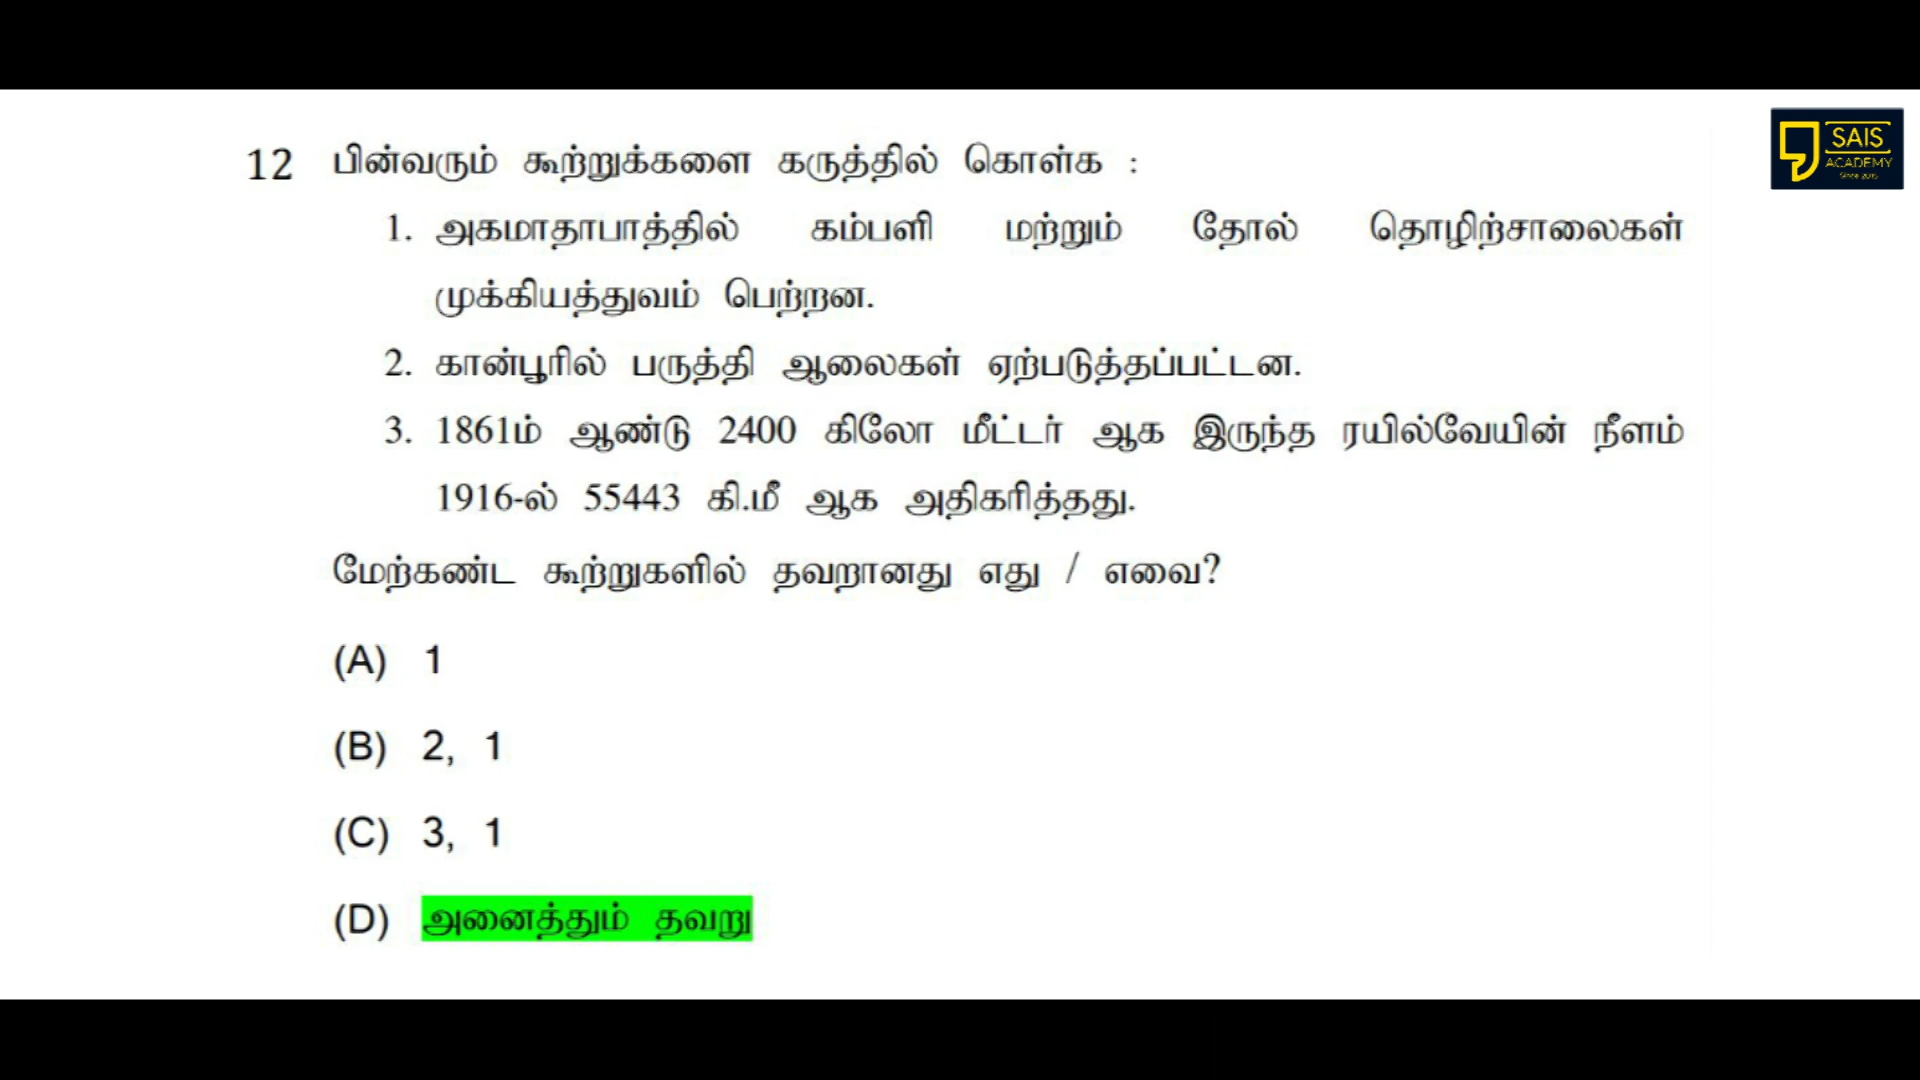 SAIS
ACADEMY
Since 2015
12 பின்வரும் கூற்றுக்களை கருத்தில் கொள்க :
1. அகமாதாபாத்தில் கம்பளி மற்றும் தோல் தொழிற்சாலைகள்
முக்கியத்துவம் பெற்றன.
2. கான்பூரில் பருத்தி ஆலைகள் ஏற்படுத்தப்பட்டன.
3. 1861ம் ஆண்டு 2400 கிலோ மீட்டர் ஆக இருந்த ரயில்வேயின் நீளம்
1916-ல் 55443 கி.மீ ஆக அதிகரித்தது.
மேற்கண்ட கூற்றுகளில் தவறானது எது / எவை?
(A) 1
(B) 2, 1
(C) 3, 1
(D) அனைத்தும் தவறு